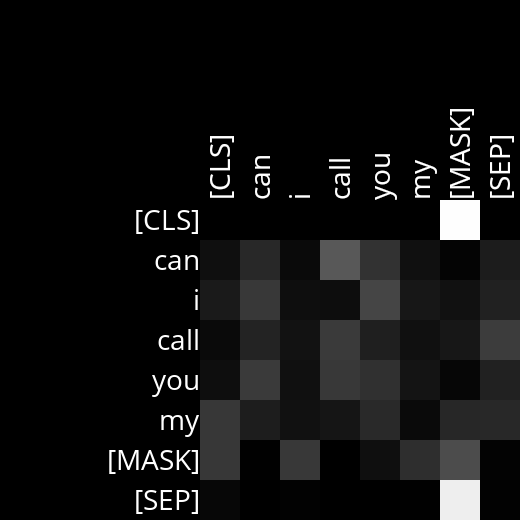 [CLS] can i call you my [MASK] [SEP]
[CLS]
can
i
call
you
my
[MASK]
[SEP]